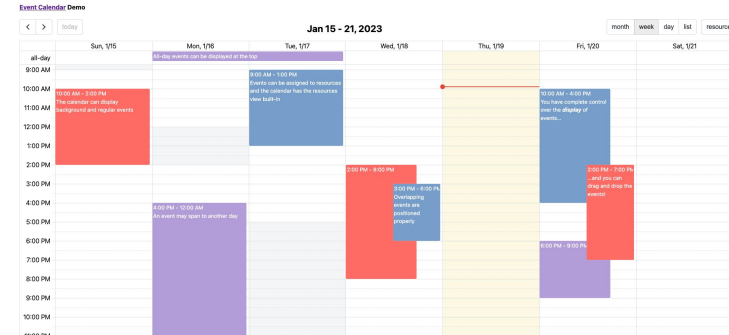 Event Calendar Demo
today
Jan 15 - 21, 2023
month week day list resource
Sun, 1/15 Mon, 1/16 Tue, 1/17 Wed, 1/18 Thu, 1/19 Fri, 1/20 Sat, 1/21
all-day
All-day events can be displayed at the top
9:00 AM
10:00 AM
11:00 AM
12:00 PM
1:00 PM
2:00 PM
3:00 PM
4:00 PM
5:00 PM
6:00 PM
7:00 PM
8:00 PM
9:00 PM
10:00 PM
11:00 PM
10:00 AM - 2:00 PM
The calendar can display
background and regular events
4:00 PM - 12:00 AM
An event may span to another day
9:00 AM - 1:00 PM
Events can be assigned to resources
and the calendar has the resources
view built-in
2:00 PM - 8:00 PM
3:00 PM - 6:00 PM
Overlapping
events are
positioned
properly
10:00 AM - 4:00 PM
You have complete control
over the display of
events...
2:00 PM - 7:00 PM
...and you can
drag and drop the
events!
6:00 PM - 9:00 PM